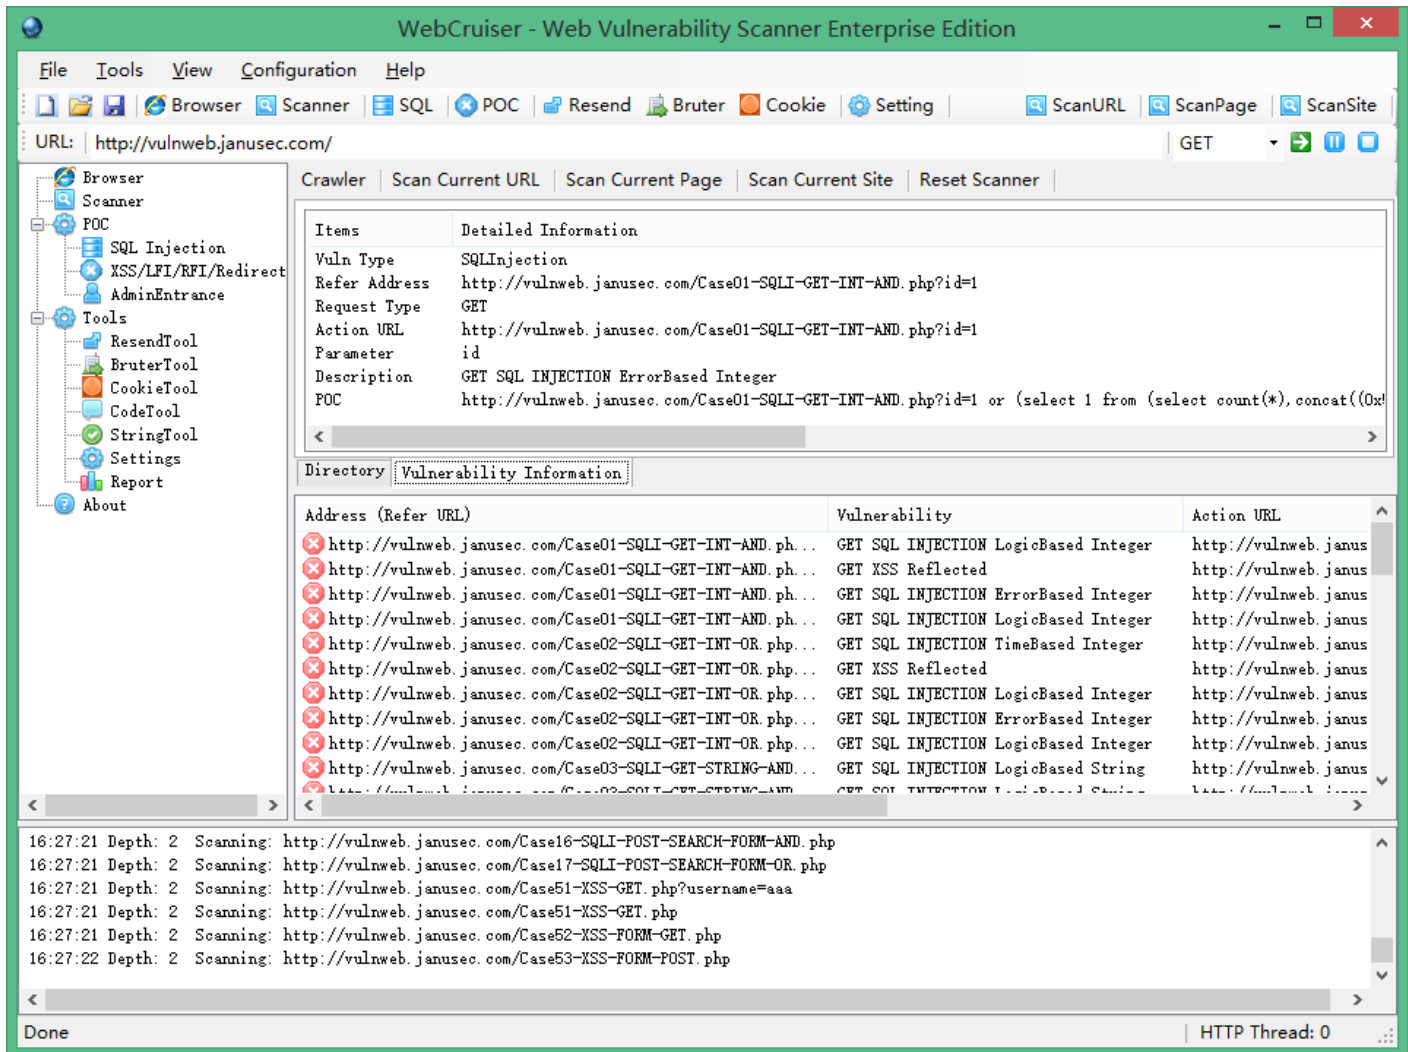 WebCruiser - Web Vulnerability Scanner Enterprise Edition
File Tools View Configuration Help
Browser Scanner SQL POC Resend Bruter Cookie Setting ScanURL ScanPage ScanSite
URL: http://vulnweb.janusec.com/ GET
Browser
Scanner
POC
SQL Injection
XSS/LFI/RFI/Redirect
AdminEntrance
Tools
ResendTool
BruterTool
CookieTool
CodeTool
StringTool
Settings
Report
About
Crawler Scan Current URL Scan Current Page Scan Current Site Reset Scanner
Items Detailed Information
Vuln Type SQLInjection
Refer Address http://vulnweb.janusec.com/Case01-SQLI-GET-INT-AND.php?id=1
Request Type GET
Action URL http://vulnweb.janusec.com/Case01-SQLI-GET-INT-AND.php?id=1
Parameter id
Description GET SQL INJECTION ErrorBased Integer
POC http://vulnweb.janusec.com/Case01-SQLI-GET-INT-AND.php?id=1 or (select 1 from (select count(*),concat((0x
Directory Vulnerability Information
Address (Refer URL) Vulnerability Action URL
http://vulnweb.janusec.com/Case01-SQLI-GET-INT-AND.ph... GET SQL INJECTION LogicBased Integer http://vulnweb.janus
http://vulnweb.janusec.com/Case01-SQLI-GET-INT-AND.ph... GET XSS Reflected http://vulnweb.janus
http://vulnweb.janusec.com/Case01-SQLI-GET-INT-AND.ph... GET SQL INJECTION ErrorBased Integer http://vulnweb.janus
http://vulnweb.janusec.com/Case01-SQLI-GET-INT-AND.ph... GET SQL INJECTION LogicBased Integer http://vulnweb.janus
http://vulnweb.janusec.com/Case02-SQLI-GET-INT-OR.php... GET SQL INJECTION TimeBased Integer http://vulnweb.janus
http://vulnweb.janusec.com/Case02-SQLI-GET-INT-OR.php... GET XSS Reflected http://vulnweb.janus
http://vulnweb.janusec.com/Case02-SQLI-GET-INT-OR.php... GET SQL INJECTION LogicBased Integer http://vulnweb.janus
http://vulnweb.janusec.com/Case02-SQLI-GET-INT-OR.php... GET SQL INJECTION ErrorBased Integer http://vulnweb.janus
http://vulnweb.janusec.com/Case02-SQLI-GET-INT-OR.php... GET SQL INJECTION LogicBased Integer http://vulnweb.janus
http://vulnweb.janusec.com/Case03-SQLI-GET-STRING-AND... GET SQL INJECTION LogicBased String http://vulnweb.janus
16:27:21 Depth: 2 Scanning: http://vulnweb.janusec.com/Case16-SQLI-POST-SEARCH-FORM-AND.php
16:27:21 Depth: 2 Scanning: http://vulnweb.janusec.com/Case17-SQLI-POST-SEARCH-FORM-OR.php
16:27:21 Depth: 2 Scanning: http://vulnweb.janusec.com/Case51-XSS-GET.php?username=aaa
16:27:21 Depth: 2 Scanning: http://vulnweb.janusec.com/Case51-XSS-GET.php
16:27:21 Depth: 2 Scanning: http://vulnweb.janusec.com/Case52-XSS-FORM-GET.php
16:27:22 Depth: 2 Scanning: http://vulnweb.janusec.com/Case53-XSS-FORM-POST.php
Done HTTP Thread: 0